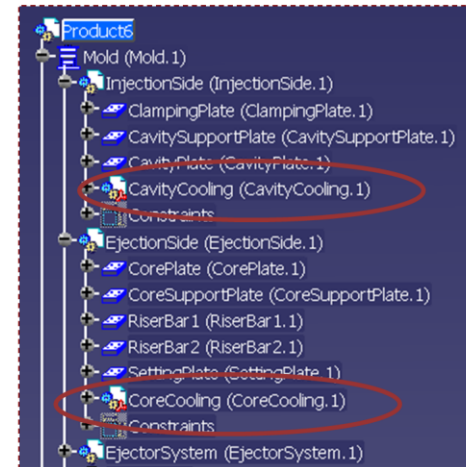 Product6
Mold (Mold.1)
InjectionSide (InjectionSide.1)
ClampingPlate (ClampingPlate.1)
CavitySupportPlate (CavitySupportPlate.1)
CavityPlate (CavityPlate.1)
CavityCooling (CavityCooling.1)
Constraints
EjectionSide (EjectionSide.1)
CorePlate (CorePlate.1)
CoreSupportPlate (CoreSupportPlate.1)
RiserBar1 (RiserBar1.1)
RiserBar2 (RiserBar2.1)
SettingPlate (SettingPlate.1)
CoreCooling (CoreCooling.1)
Constraints
EjectorSystem (EjectorSystem.1)